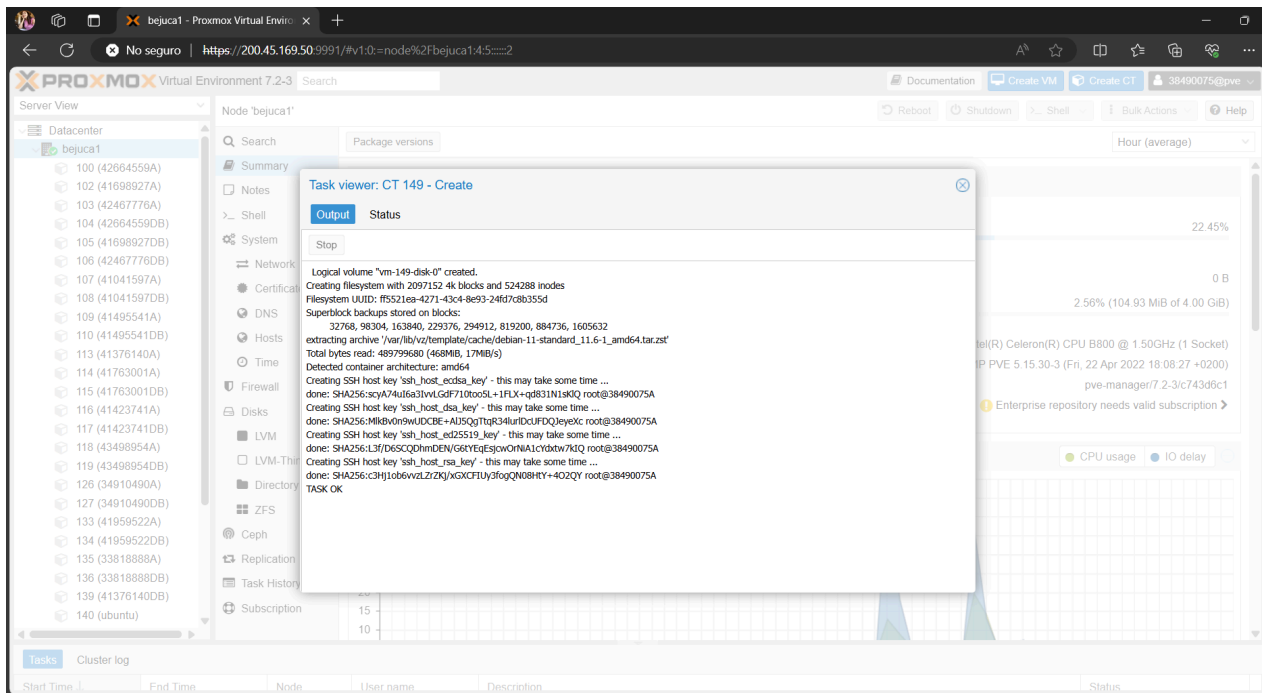 bejuca1 - Proxmox Virtual Enviro
No seguro
https://200.45.169.50:9991/#v1:0:=node%2Fbejuca1:4:5::::::2
PROXMOX Virtual Environment 7.2-3
Search
Documentation
Create VM
Create CT
38490075@pve
Server View
Node 'bejuca1'
Reboot
Shutdown
Shell
Bulk Actions
Help
Datacenter
bejuca1
100 (42664559A)
102 (41698927A)
103 (42467776A)
104 (42664559DB)
105 (41698927DB)
106 (42467776DB)
107 (41041597A)
108 (41041597DB)
109 (41495541A)
110 (41495541DB)
113 (41376140A)
114 (41763001A)
115 (41763001DB)
116 (41423741A)
117 (41423741DB)
118 (43498954A)
119 (43498954DB)
126 (34910490A)
127 (34910490DB)
133 (41959522A)
134 (41959522DB)
135 (33818888A)
136 (33818888DB)
139 (41376140DB)
140 (ubuntu)
Search
Summary
Notes
Shell
System
Network
Certificat
DNS
Hosts
Time
Firewall
Disks
LVM
LVM-Thin
Directory
ZFS
Ceph
Replication
Task History
Subscription
Package versions
Hour (average)
Task viewer: CT 149 - Create
Output
Status
Stop
Logical volume "vm-149-disk-0" created.
Creating filesystem with 2097152 4k blocks and 524288 inodes
Filesystem UUID: ff5521ea-4271-43c4-8e93-24fd7c8b355d
Superblock backups stored on blocks:
32768, 98304, 163840, 229376, 294912, 819200, 884736, 1605632
extracting archive '/var/lib/vz/template/cache/debian-11-standard_11.6-1_amd64.tar.zst'
Total bytes read: 489799680 (468MiB, 17MiB/s)
Detected container architecture: amd64
Creating SSH host key 'ssh_host_ecdsa_key' - this may take some time ...
done: SHA256:scyA74uI6a3IvvLGdF710too5L+1FLX+qd831N1sKlQ root@38490075A
Creating SSH host key 'ssh_host_dsa_key' - this may take some time ...
done: SHA256:MlkBv0n9wUDCBE+AlJ5QgTtqR34lurlDcUFDQJeyeXc root@38490075A
Creating SSH host key 'ssh_host_ed25519_key' - this may take some time ...
done: SHA256:L3f/D6SCQDhmDEN/G6tYEqEsjcwOrNiA1cYdxtw7kIQ root@38490075A
Creating SSH host key 'ssh_host_rsa_key' - this may take some time ...
done: SHA256:c3Hj1ob6vvzLZrZKJ/xGXCFIUy3fogQN08HtY+4O2QY root@38490075A
TASK OK
22.45%
0 B
2.56% (104.93 MiB of 4.00 GiB)
tel(R) Celeron(R) CPU B800 @ 1.50GHz (1 Socket)
IP PVE 5.15.30-3 (Fri, 22 Apr 2022 18:08:27 +0200)
pve-manager/7.2-3/c743d6c1
Enterprise repository needs valid subscription
CPU usage
IO delay
20
15
10
Tasks
Cluster log
Start Time
End Time
Node
User name
Description
Status